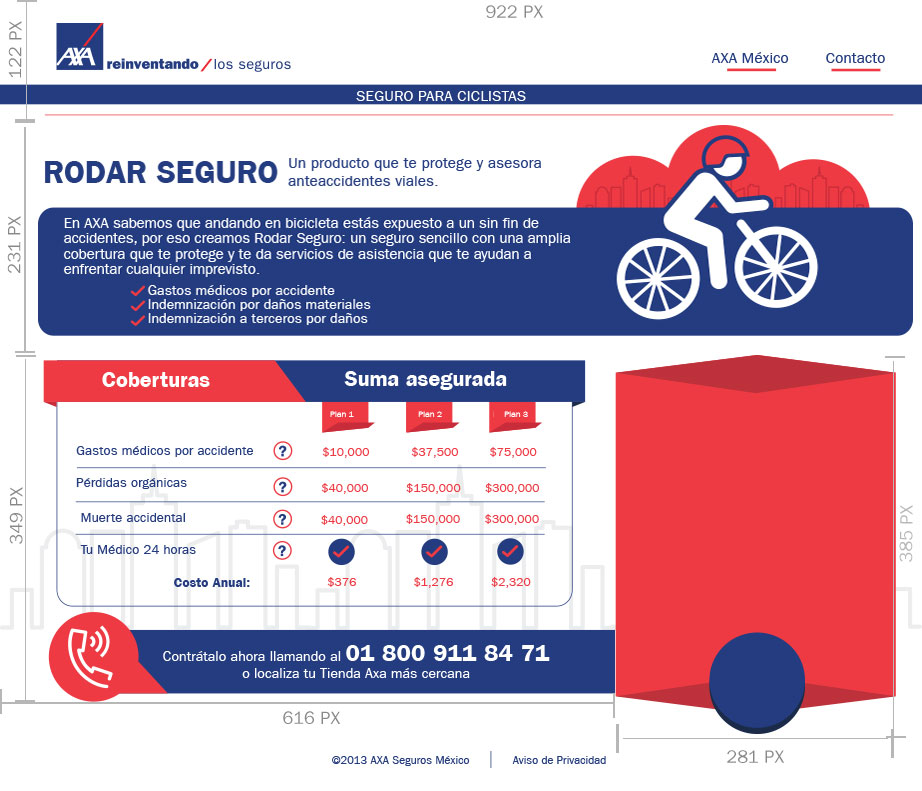 922 PX
122 PX
AXA
reinventando / los seguros
AXA México
Contacto
SEGURO PARA CICLISTAS
231 PX
RODAR SEGURO
Un producto que te protege y asesora
anteaccidentes viales.
En AXA sabemos que andando en bicicleta estás expuesto a un sin fin de
accidentes, por eso creamos Rodar Seguro: un seguro sencillo con una amplia
cobertura que te protege y te da servicios de asistencia que te ayudan a
enfrentar cualquier imprevisto.
Gastos médicos por accidente
Indemnización por daños materiales
Indemnización a terceros por daños
349 PX
Coberturas
Suma asegurada
Plan 1 Plan 2 Plan 3
Gastos médicos por accidente ? $10,000 $37,500 $75,000
Pérdidas orgánicas ? $40,000 $150,000 $300,000
Muerte accidental ? $40,000 $150,000 $300,000
Tu Médico 24 horas ?
Costo Anual: $376 $1,276 $2,320
385 PX
Contrátalo ahora llamando al 01 800 911 84 71
o localiza tu Tienda Axa más cercana
616 PX
281 PX
©2013 AXA Seguros México | Aviso de Privacidad